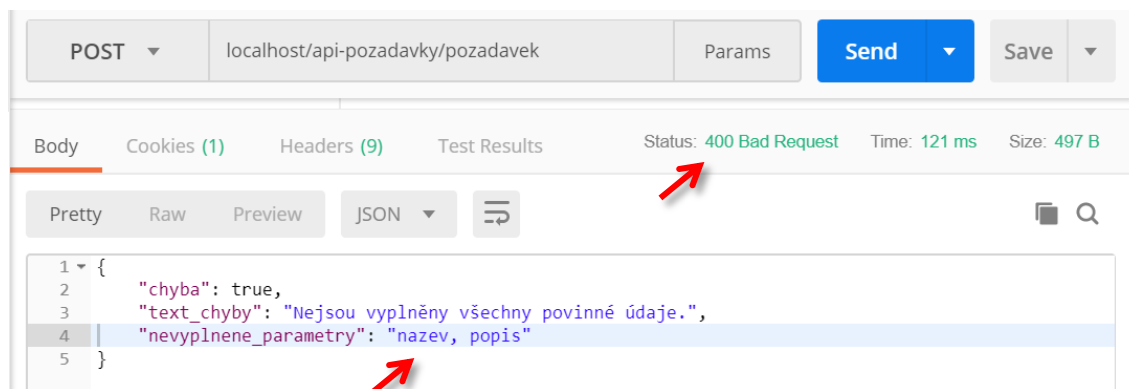 POST localhost/api-pozadavky/pozadavek Params Send Save
Body Cookies (1) Headers (9) Test Results Status: 400 Bad Request Time: 121 ms Size: 497 B
Pretty Raw Preview JSON
1 {
2 "chyba": true,
3 "text_chyby": "Nejsou vyplněny všechny povinné údaje.",
4 "nevyplnene_parametry": "nazev, popis"
5 }